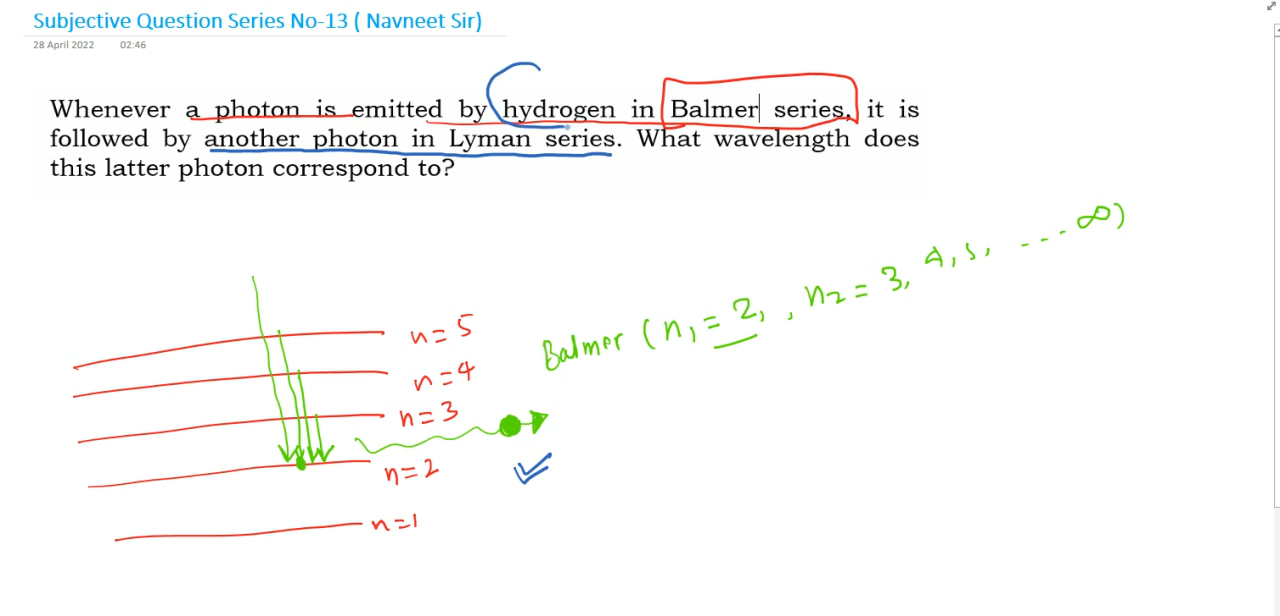 Subjective Question Series No-13 ( Navneet Sir)
28 April 2022 02:46
Whenever a photon is emitted by hydrogen in Balmer series, it is
followed by another photon in Lyman series. What wavelength does
this latter photon correspond to?
Balmer (n₁ = 2, , n₂ = 3, 4, 5, .... ∞)
n=5
n=4
n=3
n=2
n=1